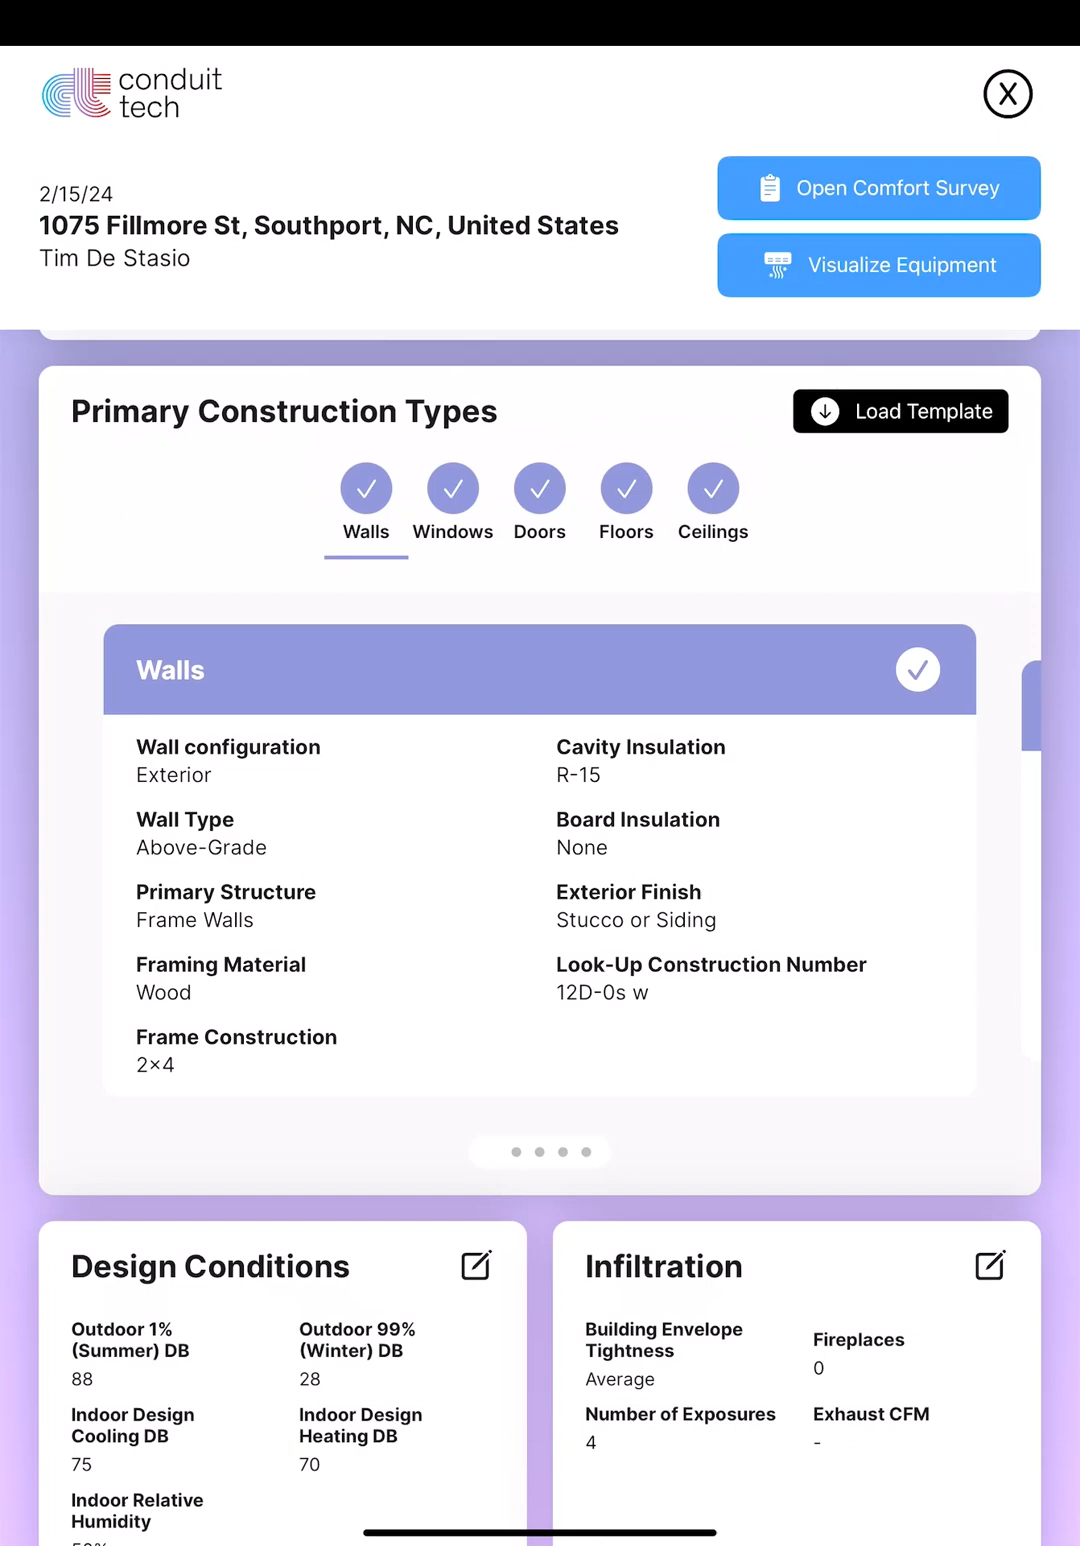 conduit
tech
X
2/15/24
1075 Fillmore St, Southport, NC, United States
Tim De Stasio
Open Comfort Survey
Visualize Equipment
Primary Construction Types
Load Template
Walls
Windows
Doors
Floors
Ceilings
Walls
Wall configuration
Exterior
Wall Type
Above-Grade
Primary Structure
Frame Walls
Framing Material
Wood
Frame Construction
2×4
Cavity Insulation
R-15
Board Insulation
None
Exterior Finish
Stucco or Siding
Look-Up Construction Number
12D-0s w
Design Conditions
Outdoor 1%
(Summer) DB
88
Outdoor 99%
(Winter) DB
28
Indoor Design
Cooling DB
75
Indoor Design
Heating DB
70
Indoor Relative
Humidity
Infiltration
Building Envelope
Tightness
Average
Fireplaces
0
Number of Exposures
4
Exhaust CFM
-